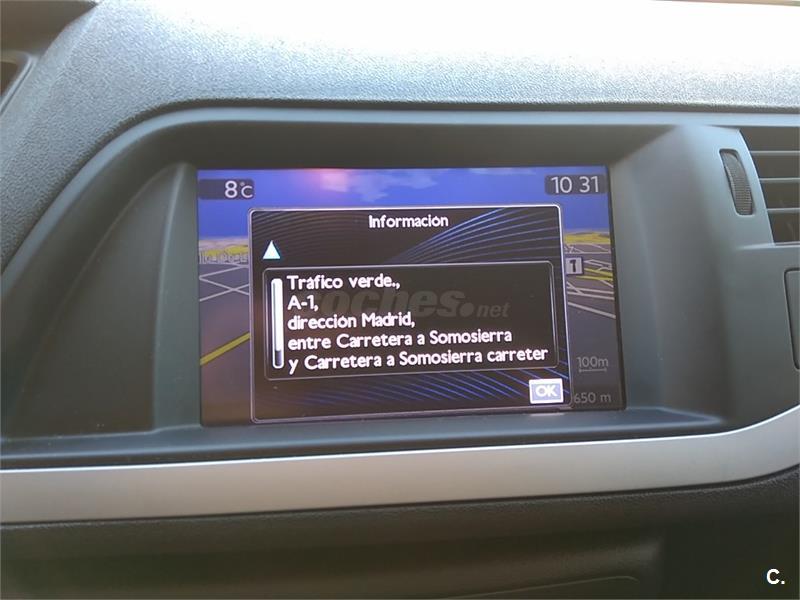 8°C
10 31
Información
Tráfico verde.,
A-1,
dirección Madrid,
entre Carretera a Somosierra
y Carretera a Somosierra carreter
OK
1
100m
650 m
coches.net
C.